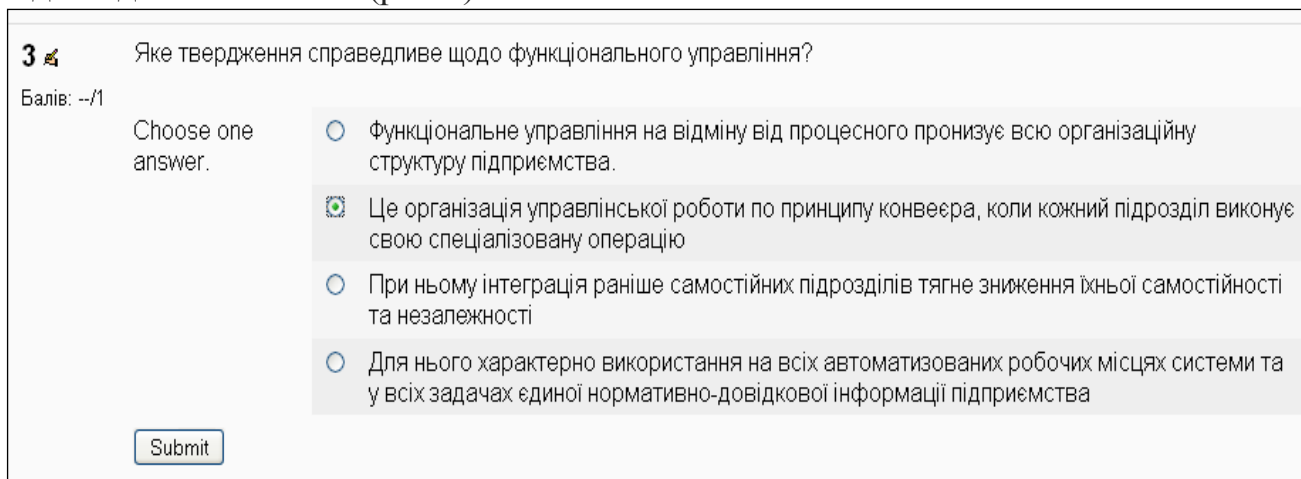 3 Яке твердження справедливе щодо функціонального управління?
Балів: --/1
Choose one
answer.
Функціональне управління на відміну від процесного пронизує всю організаційну
структуру підприємства.
Це організація управлінської роботи по принципу конвеєра, коли кожний підрозділ виконує
свою спеціалізовану операцію
При ньому інтеграція раніше самостійних підрозділів тягне зниження їхньої самостійності
та незалежності
Для нього характерно використання на всіх автоматизованих робочих місцях системи та
у всіх задачах єдиної нормативно-довідкової інформації підприємства
Submit